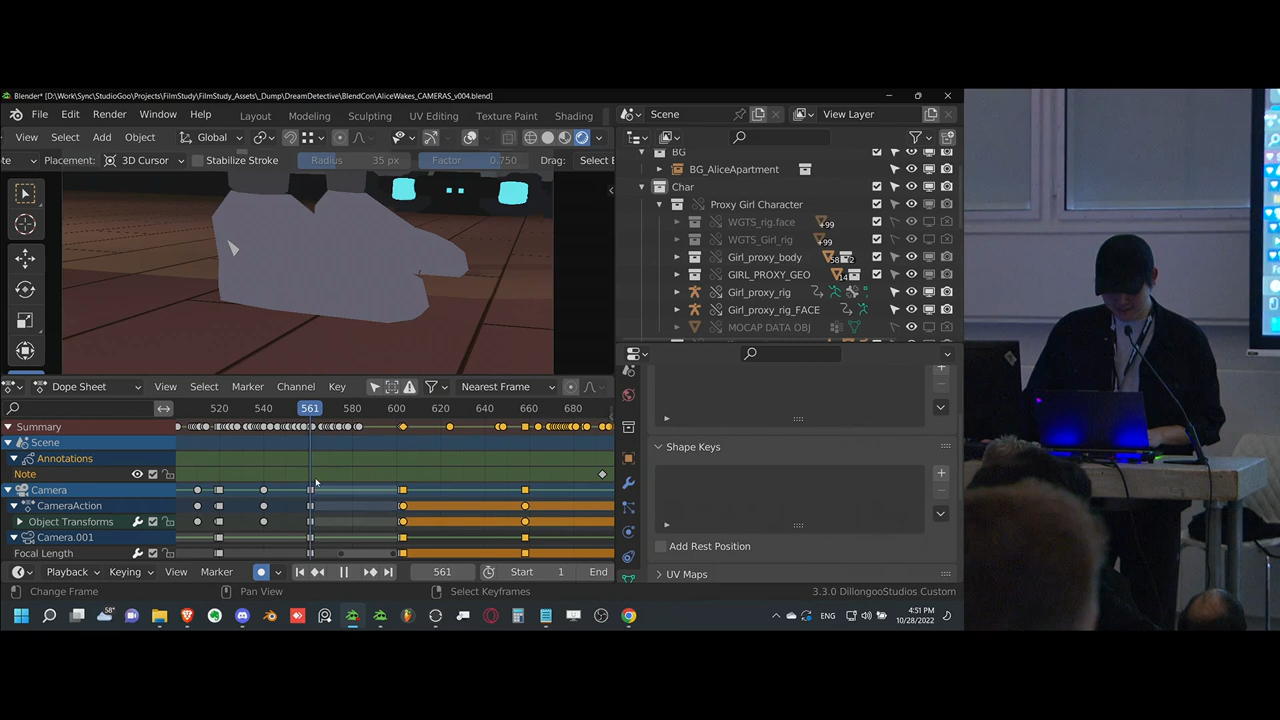 Blender* [D:\Work\Sync\StudioGoo\Projects\FilmStudy\FilmStudy_Assets\_Dump\DreamDetective\BlendCon\AliceWakes_CAMERAS_v004.blend]
File Edit Render Window Help Layout Modeling Sculpting UV Editing Texture Paint Shading Scene View Layer
View Select Add Object Global
Placement: 3D Cursor Stabilize Stroke Radius 35 px Factor 0.750 Drag: Select
BG
BG_AliceApartment
Char
Proxy Girl Character
WGTS_rig.face +99
WGTS_Girl_rig +99
Girl_proxy_body 58 2
GIRL_PROXY_GEO 14
Girl_proxy_rig
Girl_proxy_rig_FACE
MOCAP DATA OBJ
Dope Sheet View Select Marker Channel Key Nearest Frame
520 540 561 580 600 620 640 660 680
Summary
Scene
Annotations
Note
Camera
CameraAction
Object Transforms
Camera.001
Focal Length
Shape Keys
Add Rest Position
UV Maps
Playback Keying View Marker 561 Start 1 End
Change Frame Pan View Select Keyframes 3.3.0 DillongooStudios Custom
58° ENG 4:51 PM
10/28/2022